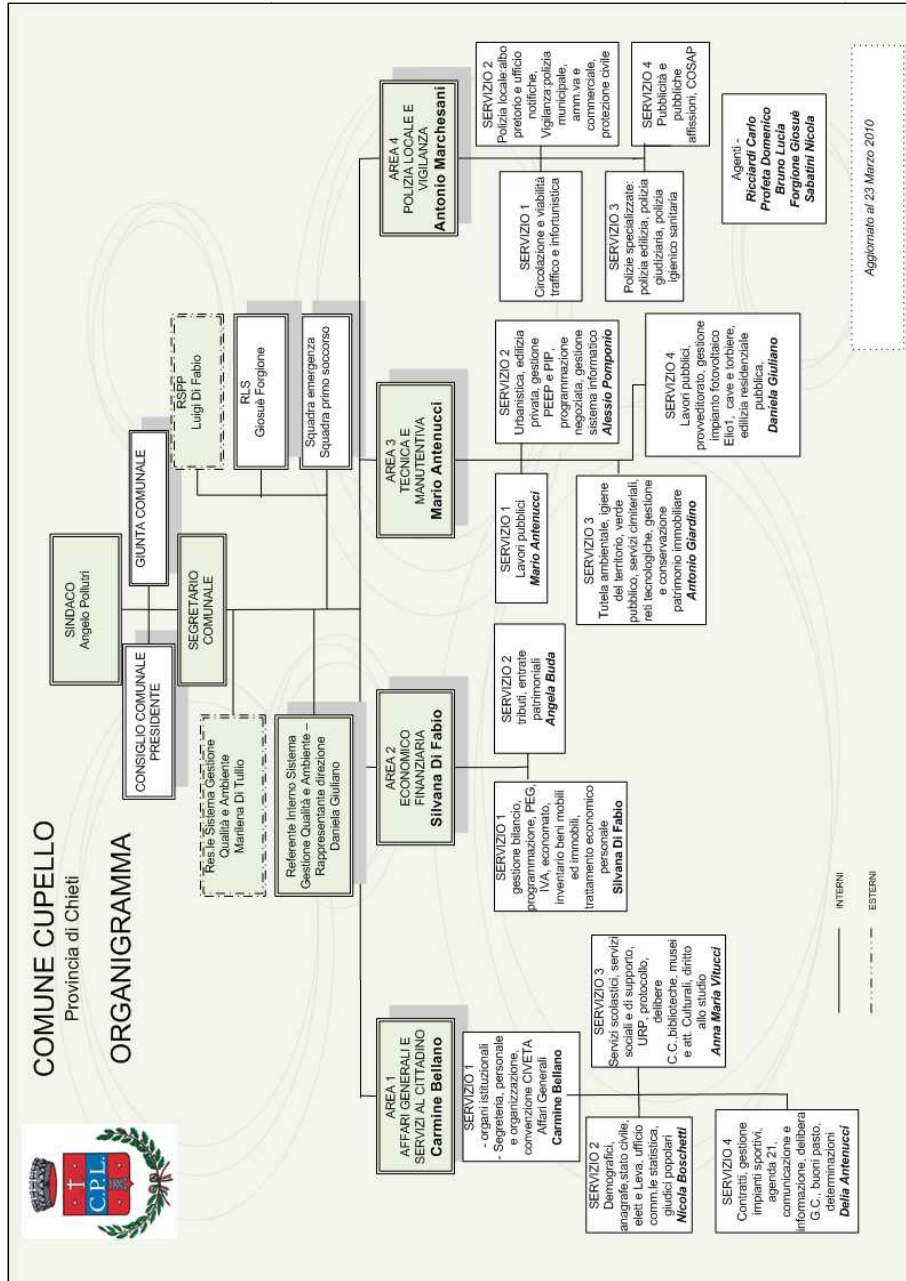 COMUNE CUPELLO
Provincia di Chieti
ORGANIGRAMMA
C.P.L.
SINDACO
Angelo Pollutri
CONSIGLIO COMUNALE
PRESIDENTE
GIUNTA COMUNALE
SEGRETARIO
COMUNALE
Res.le Sistema Gestione
Qualità e Ambiente
Marilena Di Tullio
Referente Interno Sistema
Gestione Qualità e Ambiente –
Rappresentante direzione
Daniela Giuliano
RSPP
Luigi Di Fabio
RLS
Giosuè Forgione
Squadra emergenza
Squadra primo soccorso
AREA 1
AFFARI GENERALI E
SERVIZI AL CITTADINO
Carmine Bellano
SERVIZIO 1
- organi istituzionali
- Segreteria, personale
e organizzazione,
convenzione CIVETA
Affari Generali
Carmine Bellano
SERVIZIO 2
Demografici,
anagrafe,stato civile,
elett e Leva, ufficio
comm.le statistica,
giudici popolari
Nicola Boschetti
SERVIZIO 3
Servizi scolastici, servizi
sociali e di supporto,
URP, protocollo,
delibere
C.C.,biblioteche, musei
e att. Culturali, diritto
allo studio
Anna Maria Vitucci
SERVIZIO 4
Contratti, gestione
impianti sportivi,
agenda 21,
comunicazione e
informazione, delibera
G.C., buoni pasto,
determinazioni
Delia Antenucci
AREA 2
ECONOMICO
FINANZIARIA
Silvana Di Fabio
SERVIZIO 1
gestione bilancio,
programmazione, PEG,
IVA, economato,
inventario beni mobili
ed immobili,
trattamento economico
personale
Silvana Di Fabio
SERVIZIO 2
tributi, entrate
patrimoniali
Angela Buda
AREA 3
TECNICA E
MANUTENTIVA
Mario Antenucci
SERVIZIO 1
Lavori pubblici
Mario Antenucci
SERVIZIO 2
Urbanistica, edilizia
privata, gestione
PEEP e PIP,
programmazione
negoziata, gestione
sistema informatico
Alessio Pomponio
SERVIZIO 3
Tutela ambientale, igiene
del territorio, verde
pubblico, servizi cimiteriali,
reti tecnologiche, gestione
e conservazione
patrimonio immobiliare
Antonio Giardino
SERVIZIO 4
Lavori pubblici,
provveditorato, gestione
impianto fotovoltaico
Elio1, cave e torbiere,
edilizia residenziale
pubblica,
Daniela Giuliano
AREA 4
POLIZIA LOCALE E
VIGILANZA
Antonio Marchesani
SERVIZIO 1
Circolazione e viabilità
traffico e infortunistica
SERVIZIO 2
Polizia locale:albo
pretorio e ufficio
notifiche,
Vigilanza:polizia
municipale,
amm.va e
commerciale,
protezione civile
SERVIZIO 3
Polizie specializzate:
polizia edilizia, polizia
giudiziaria, polizia
igienico sanitaria
SERVIZIO 4
Pubblicità e
pubbliche
affissioni, COSAP
Agenti -
Ricciardi Carlo
Profeta Domenico
Bruno Lucia
Forgione Giosuè
Sabatini Nicola
INTERNI
ESTERNI
Aggiornato al 23 Marzo 2010